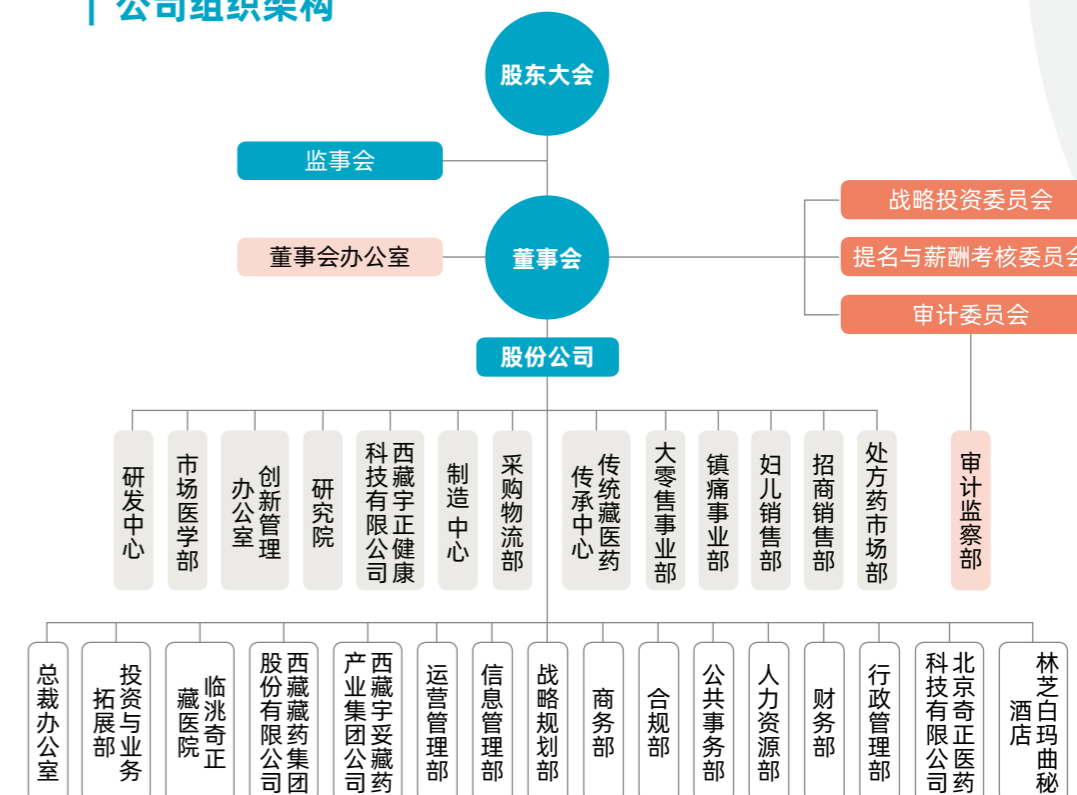 公司组织架构
股东大会
监事会
战略投资委员会
董事会办公室
董事会
提名与薪酬考核委员会
审计委员会
股份公司
研发中心
市场医学部
创新管理
办公室
研究院
西藏宇正健康
科技有限公司
制造 中心
采购物流部
传统藏医药
传承中心
大零售事业部
镇痛事业部
妇儿销售部
招商销售部
处方药市场部
审计监察部
总裁办公室
投资与业务
拓展部
临洮奇正
藏医院
西藏藏药集团
股份有限公司
西藏宇妥藏药
产业集团公司
运营管理部
信息管理部
战略规划部
商务部
合规部
公共事务部
人力资源部
财务部
行政管理部
北京奇正医药
科技有限公司
林芝白玛曲秘
酒店